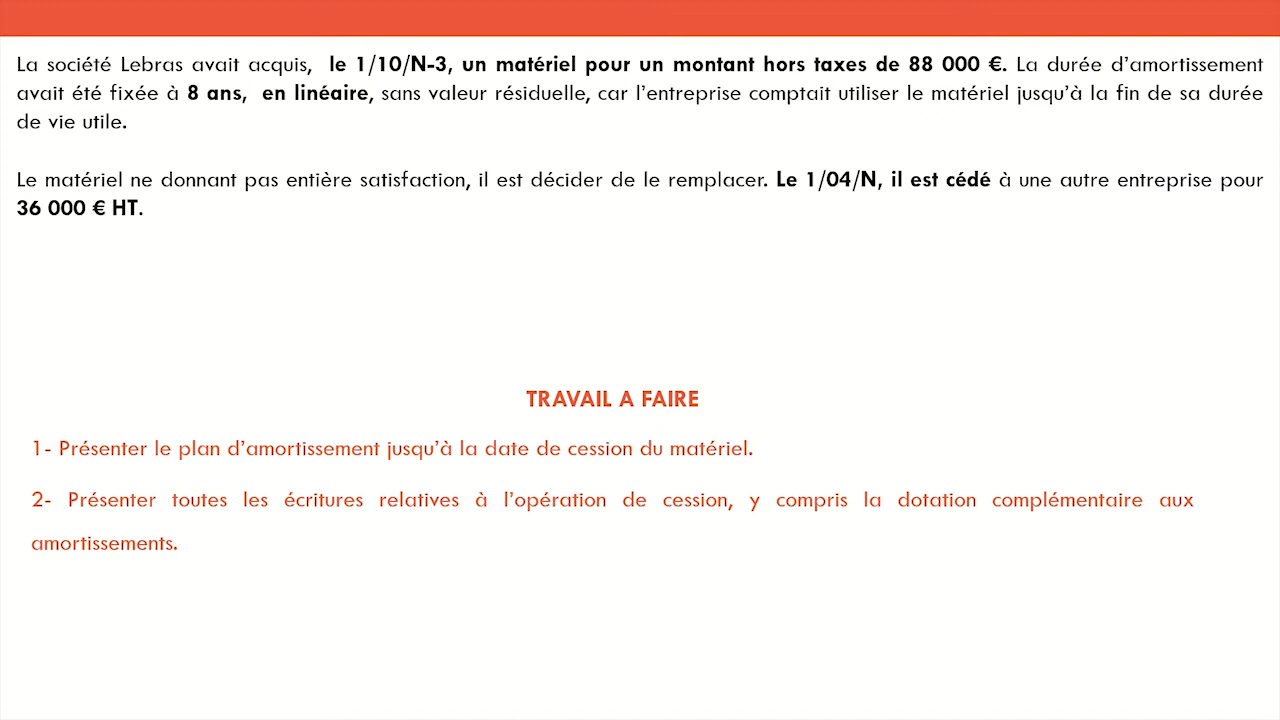 La société Lebras avait acquis, le 1/10/N-3, un matériel pour un montant hors taxes de 88 000 €. La durée d’amortissement
avait été fixée à 8 ans, en linéaire, sans valeur résiduelle, car l’entreprise comptait utiliser le matériel jusqu’à la fin de sa durée
de vie utile.
Le matériel ne donnant pas entière satisfaction, il est décider de le remplacer. Le 1/04/N, il est cédé à une autre entreprise pour
36 000 € HT.
TRAVAIL A FAIRE
1- Présenter le plan d’amortissement jusqu’à la date de cession du matériel.
2- Présenter toutes les écritures relatives à l’opération de cession, y compris la dotation complémentaire aux
amortissements.